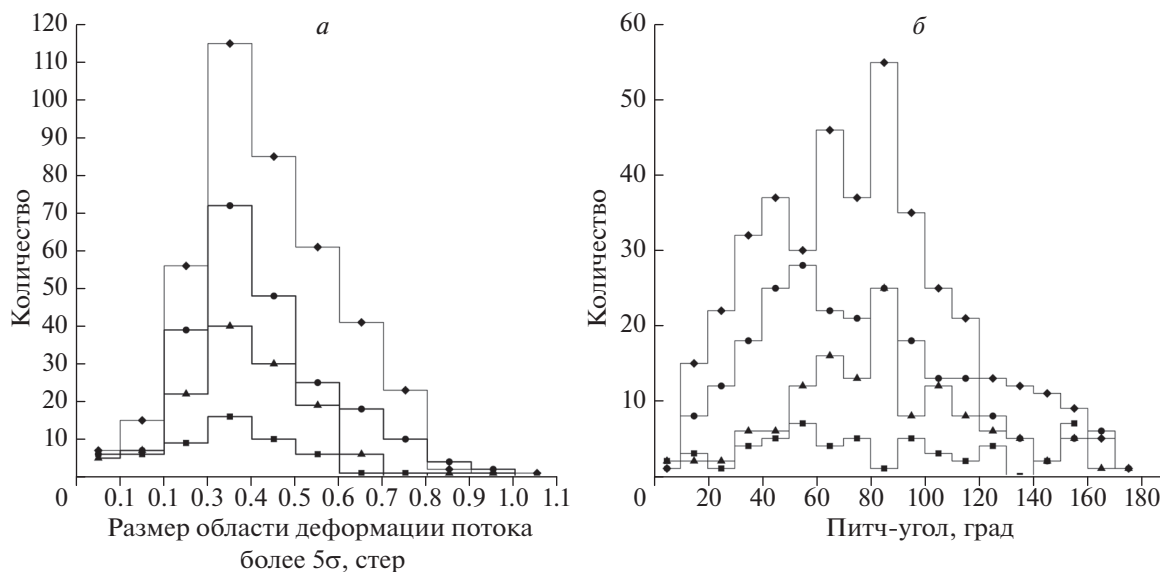 а
120
110
100
90
80
70
60
50
40
30
20
10
0
Количество
0.1 0.1 0.3 0.4 0.5 0.6 0.7 0.8 0.9 1.0 1.1
Размер области деформации потока
более 5σ, стер
б
60
50
40
30
20
10
0
Количество
20 40 60 80 100 120 140 160 180
Питч-угол, град